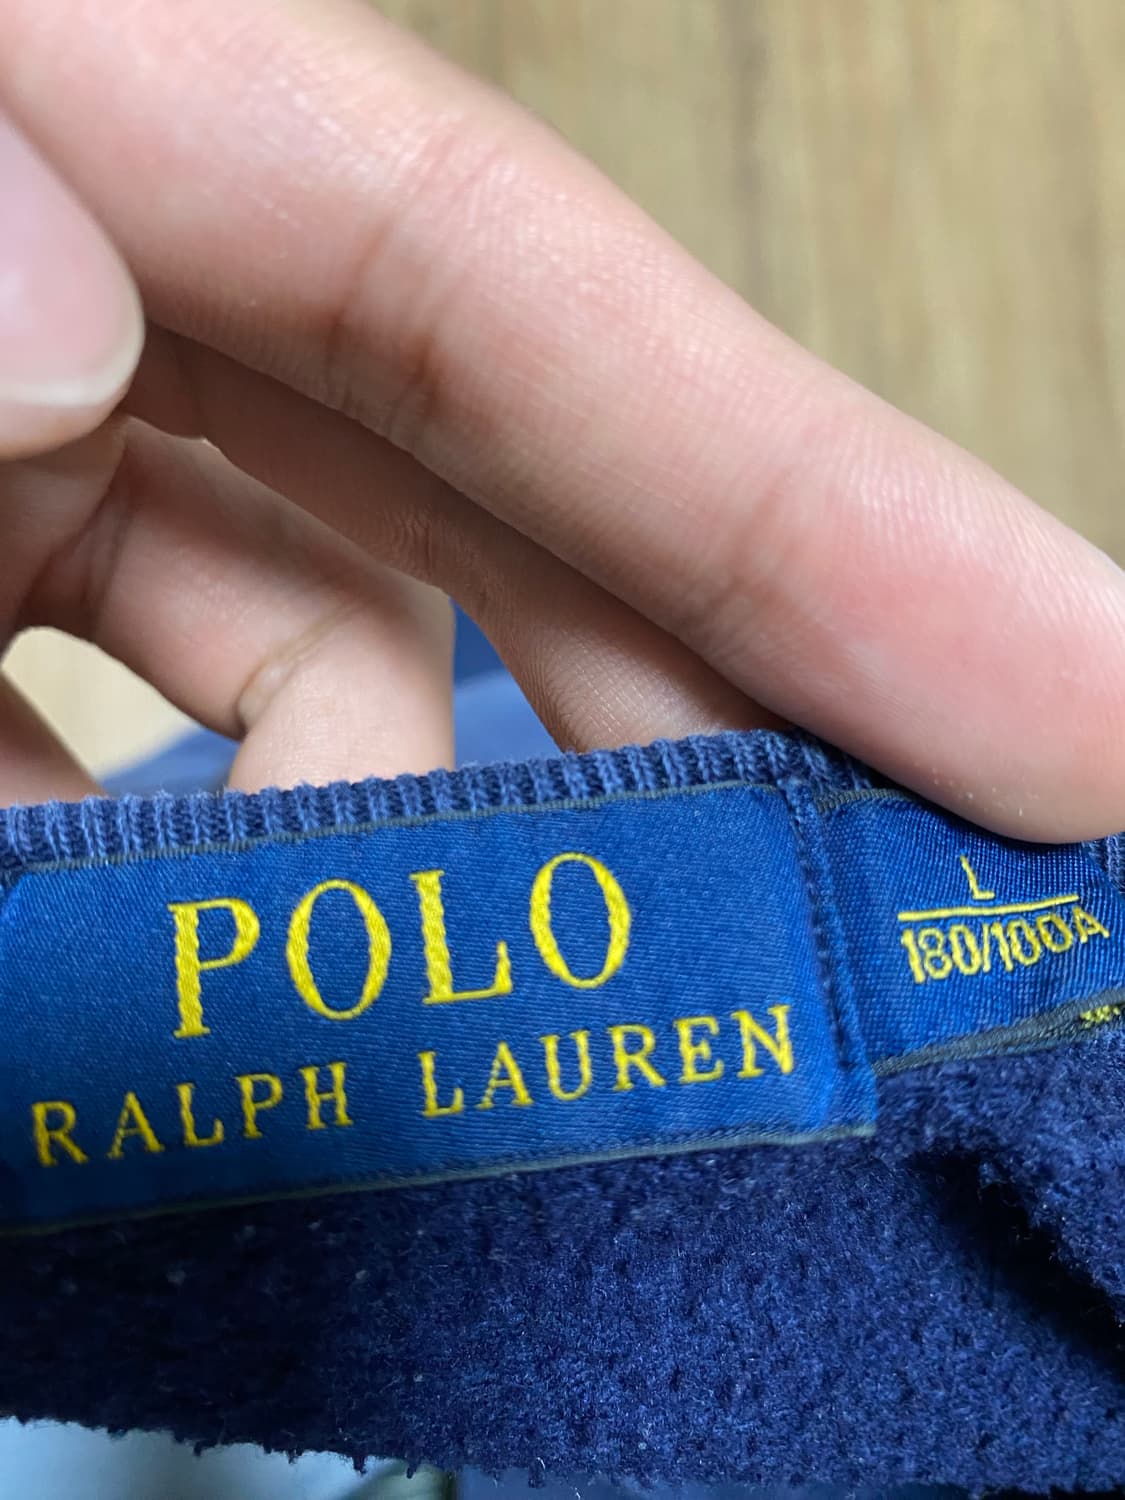 POLO
RALPH LAUREN
L
180/100A